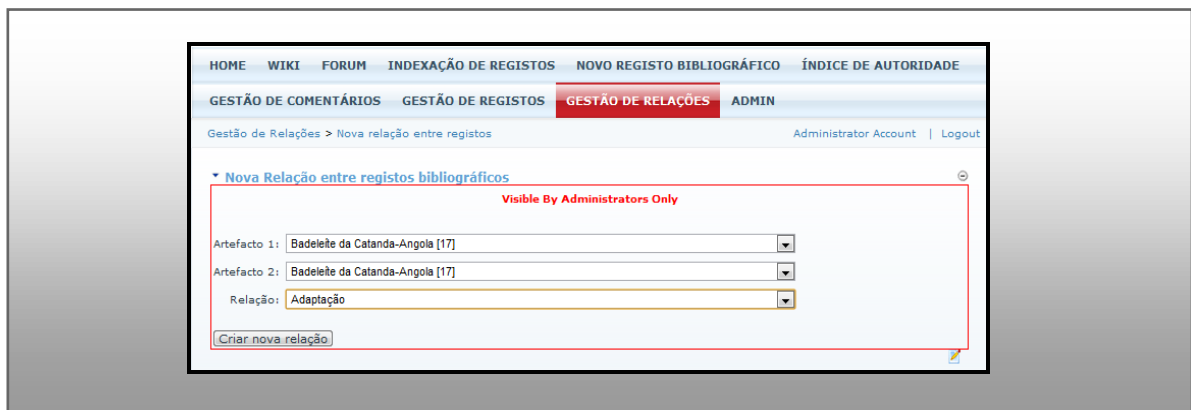 HOME WIKI FORUM INDEXAÇÃO DE REGISTOS NOVO REGISTO BIBLIOGRÁFICO ÍNDICE DE AUTORIDADE
GESTÃO DE COMENTÁRIOS GESTÃO DE REGISTOS GESTÃO DE RELAÇÕES ADMIN
Gestão de Relações > Nova relação entre registos Administrator Account | Logout
Nova Relação entre registos bibliográficos
Visible By Administrators Only
Artefacto 1: Badeleite da Catanda-Angola [17]
Artefacto 2: Badeleite da Catanda-Angola [17]
Relação: Adaptação
Criar nova relação